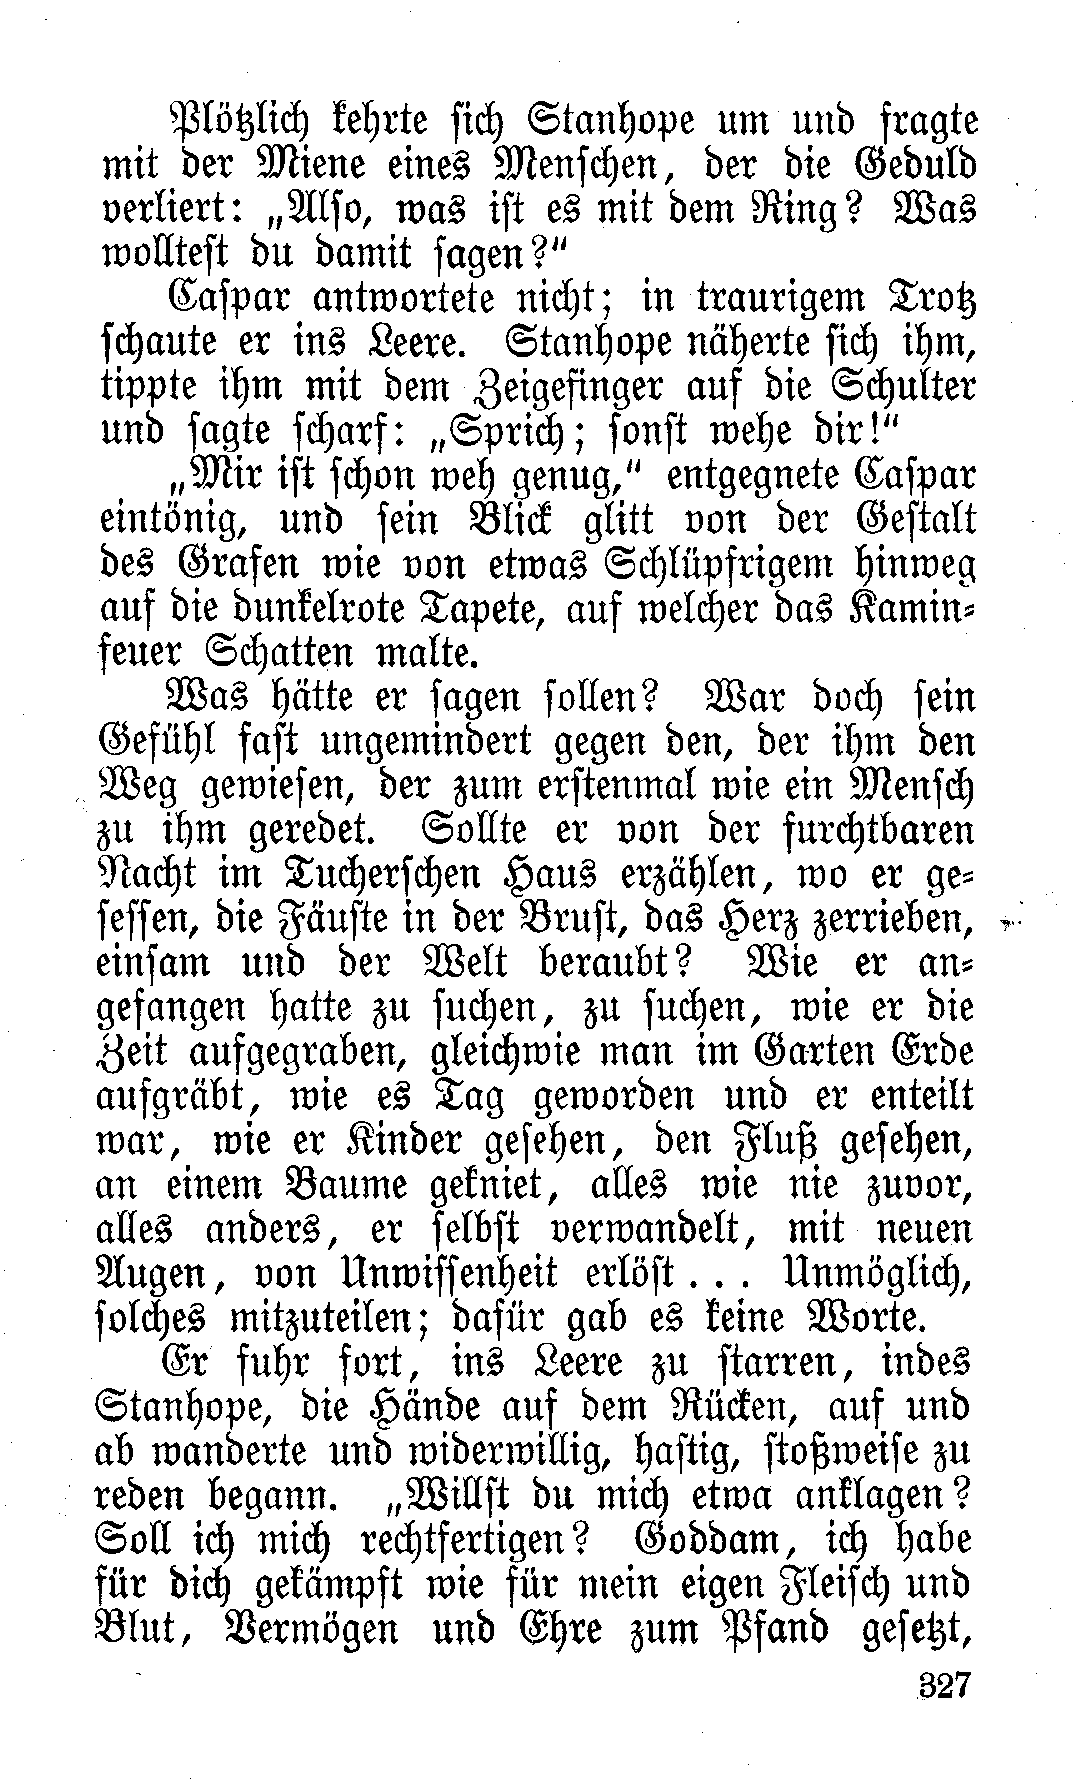 Plötzlich kehrte sich Stanhope um und fragte
mit der Miene eines Menschen, der die Geduld
verliert: „Also, was ist es mit dem Ring? Was
wolltest du damit sagen?“
Caspar antwortete nicht; in traurigem Trotz
schaute er ins Leere. Stanhope näherte sich ihm,
tippte ihm mit dem Zeigefinger auf die Schulter
und sagte scharf: „Sprich; sonst wehe dir!“
„Mir ist schon weh genug,“ entgegnete Caspar
eintönig, und sein Blick glitt von der Gestalt
des Grafen wie von etwas Schlüpfrigem hinweg
auf die dunkelrote Tapete, auf welcher das Kamin-
feuer Schatten malte.
Was hätte er sagen sollen? War doch sein
Gefühl fast ungemindert gegen den, der ihm den
Weg gewiesen, der zum erstenmal wie ein Mensch
zu ihm geredet. Sollte er von der furchtbaren
Nacht im Tucherschen Haus erzählen, wo er ge-
sessen, die Fäuste in der Brust, das Herz zerrieben,
einsam und der Welt beraubt? Wie er an-
gefangen hatte zu suchen, zu suchen, wie er die
Zeit aufgegraben, gleichwie man im Garten Erde
aufgräbt, wie es Tag geworden und er enteilt
war, wie er Kinder gesehen, den Fluß gesehen,
an einem Baume gekniet, alles wie nie zuvor,
alles anders, er selbst verwandelt, mit neuen
Augen, von Unwissenheit erlöst... Unmöglich,
solches mitzuteilen; dafür gab es keine Worte.
Er fuhr fort, ins Leere zu starren, indes
Stanhope, die Hände auf dem Rücken, auf und
ab wanderte und widerwillig, hastig, stoßweise zu
reden begann. „Willst du mich etwa anklagen?
Soll ich mich rechtfertigen? Goddam, ich habe
für dich gekämpft wie für mein eigen Fleisch und
Blut, Vermögen und Ehre zum Pfand gesetzt,
327